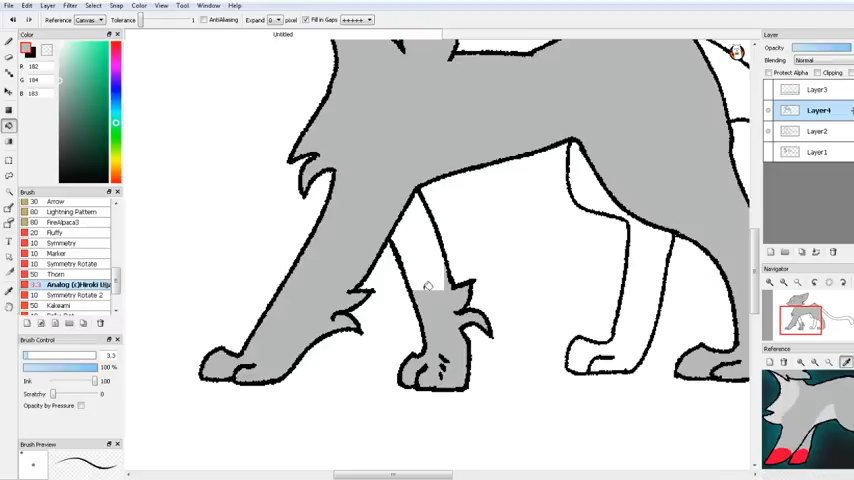 File Edit Layer Filter Select Snap Color View Tool Window Help
Reference Canvas Tolerance 1 AntiAliasing Expand 0 pixel Fill in Gaps +++++
Untitled
Color
R 182
G 184
B 183
Brush
30 Arrow
80 Lightning Pattern
80 FireAlpaca3
20 Fluffy
10 Symmetry
10 Marker
10 Symmetry Rotate
50 Thorn
3.3 Analog (c)Hiroki
10 Symmetry Rotate 2
50 Kakeami
Brush Control
3.3
100 %
Ink 100
Scratchy 0
Opacity by Pressure
Brush Preview
Layer
Opacity
Blending Normal
Protect Alpha Clipping
Layer3
Layer4
Layer2
Layer1
Navigator
Reference